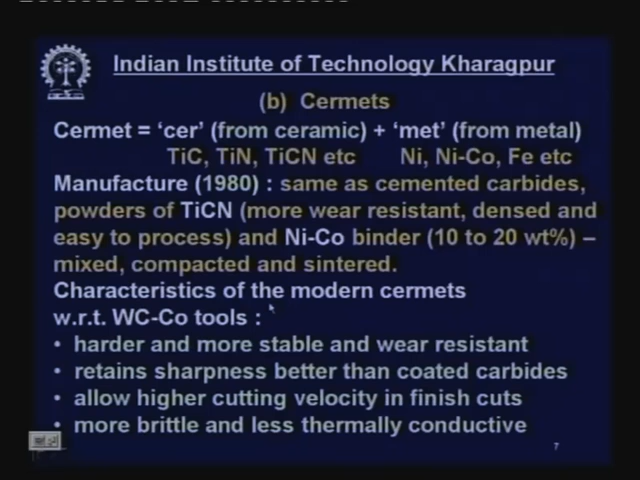 Indian Institute of Technology Kharagpur
(b) Cermets
Cermet = 'cer' (from ceramic) + 'met' (from metal)
TiC, TiN, TiCN etc Ni, Ni-Co, Fe etc
Manufacture (1980) : same as cemented carbides,
powders of TiCN (more wear resistant, densed and
easy to process) and Ni-Co binder (10 to 20 wt%) –
mixed, compacted and sintered.
Characteristics of the modern cermets
w.r.t. WC-Co tools :
• harder and more stable and wear resistant
• retains sharpness better than coated carbides
• allow higher cutting velocity in finish cuts
• more brittle and less thermally conductive
7